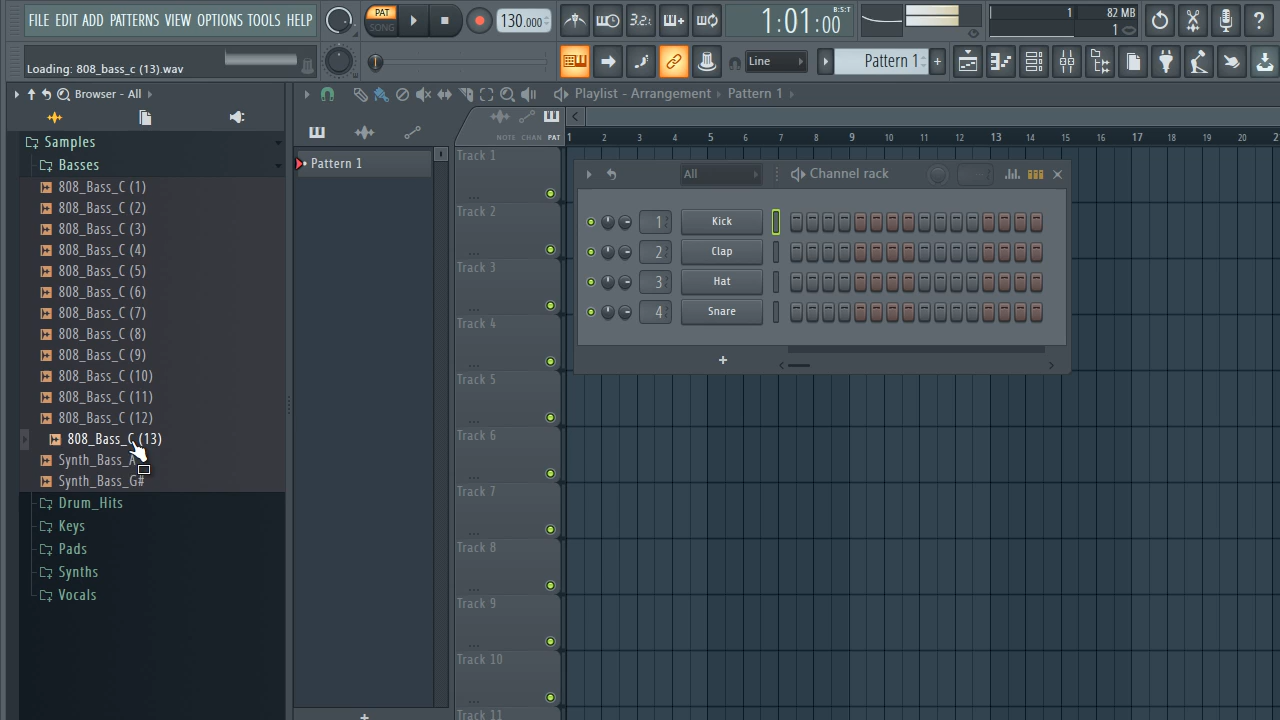 FILE EDIT ADD PATTERNS VIEW OPTIONS TOOLS HELP
PAT
SONG
130.000
3.2.
1:01:00
B:S:T
1
82 MB
1
Loading: 808_bass_c (13).wav
Line
Pattern 1
+
Browser - All
Playlist - Arrangement
Pattern 1
NOTE CHAN PAT
1 2 3 4 5 6 7 8 9 10 11 12 13 14 15 16 17 18 19 20 2
Samples
Basses
808_Bass_C (1)
808_Bass_C (2)
808_Bass_C (3)
808_Bass_C (4)
808_Bass_C (5)
808_Bass_C (6)
808_Bass_C (7)
808_Bass_C (8)
808_Bass_C (9)
808_Bass_C (10)
808_Bass_C (11)
808_Bass_C (12)
808_Bass_C (13)
Synth_Bass_A
Synth_Bass_G#
Drum_Hits
Keys
Pads
Synths
Vocals
Pattern 1
+
Track 1
...
Track 2
...
Track 3
...
Track 4
...
Track 5
...
Track 6
...
Track 7
...
Track 8
...
Track 9
...
Track 10
...
Track 11
All
Channel rack
1 Kick
2 Clap
3 Hat
4 Snare
+